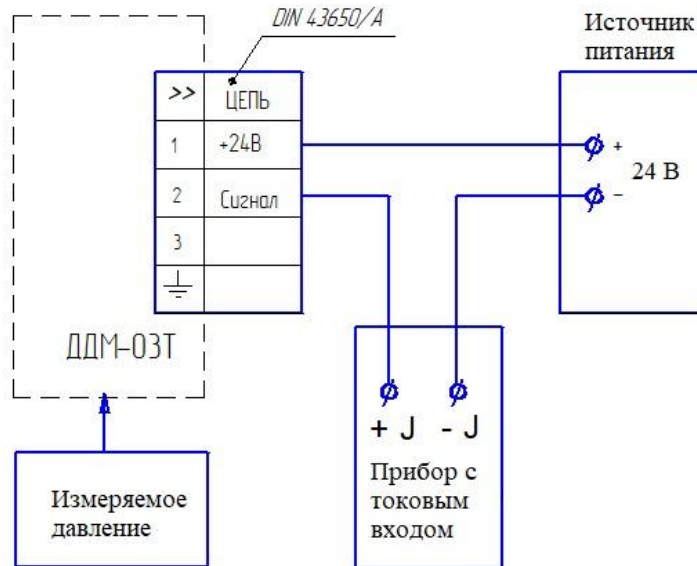 DIN 43650/A
Источник
питания
>> ЦЕПЬ
1 +24В
2 Сигнал
3
+
24 В
–
ДДМ-03Т
+ J - J
Прибор с
токовым
входом
Измеряемое
давление